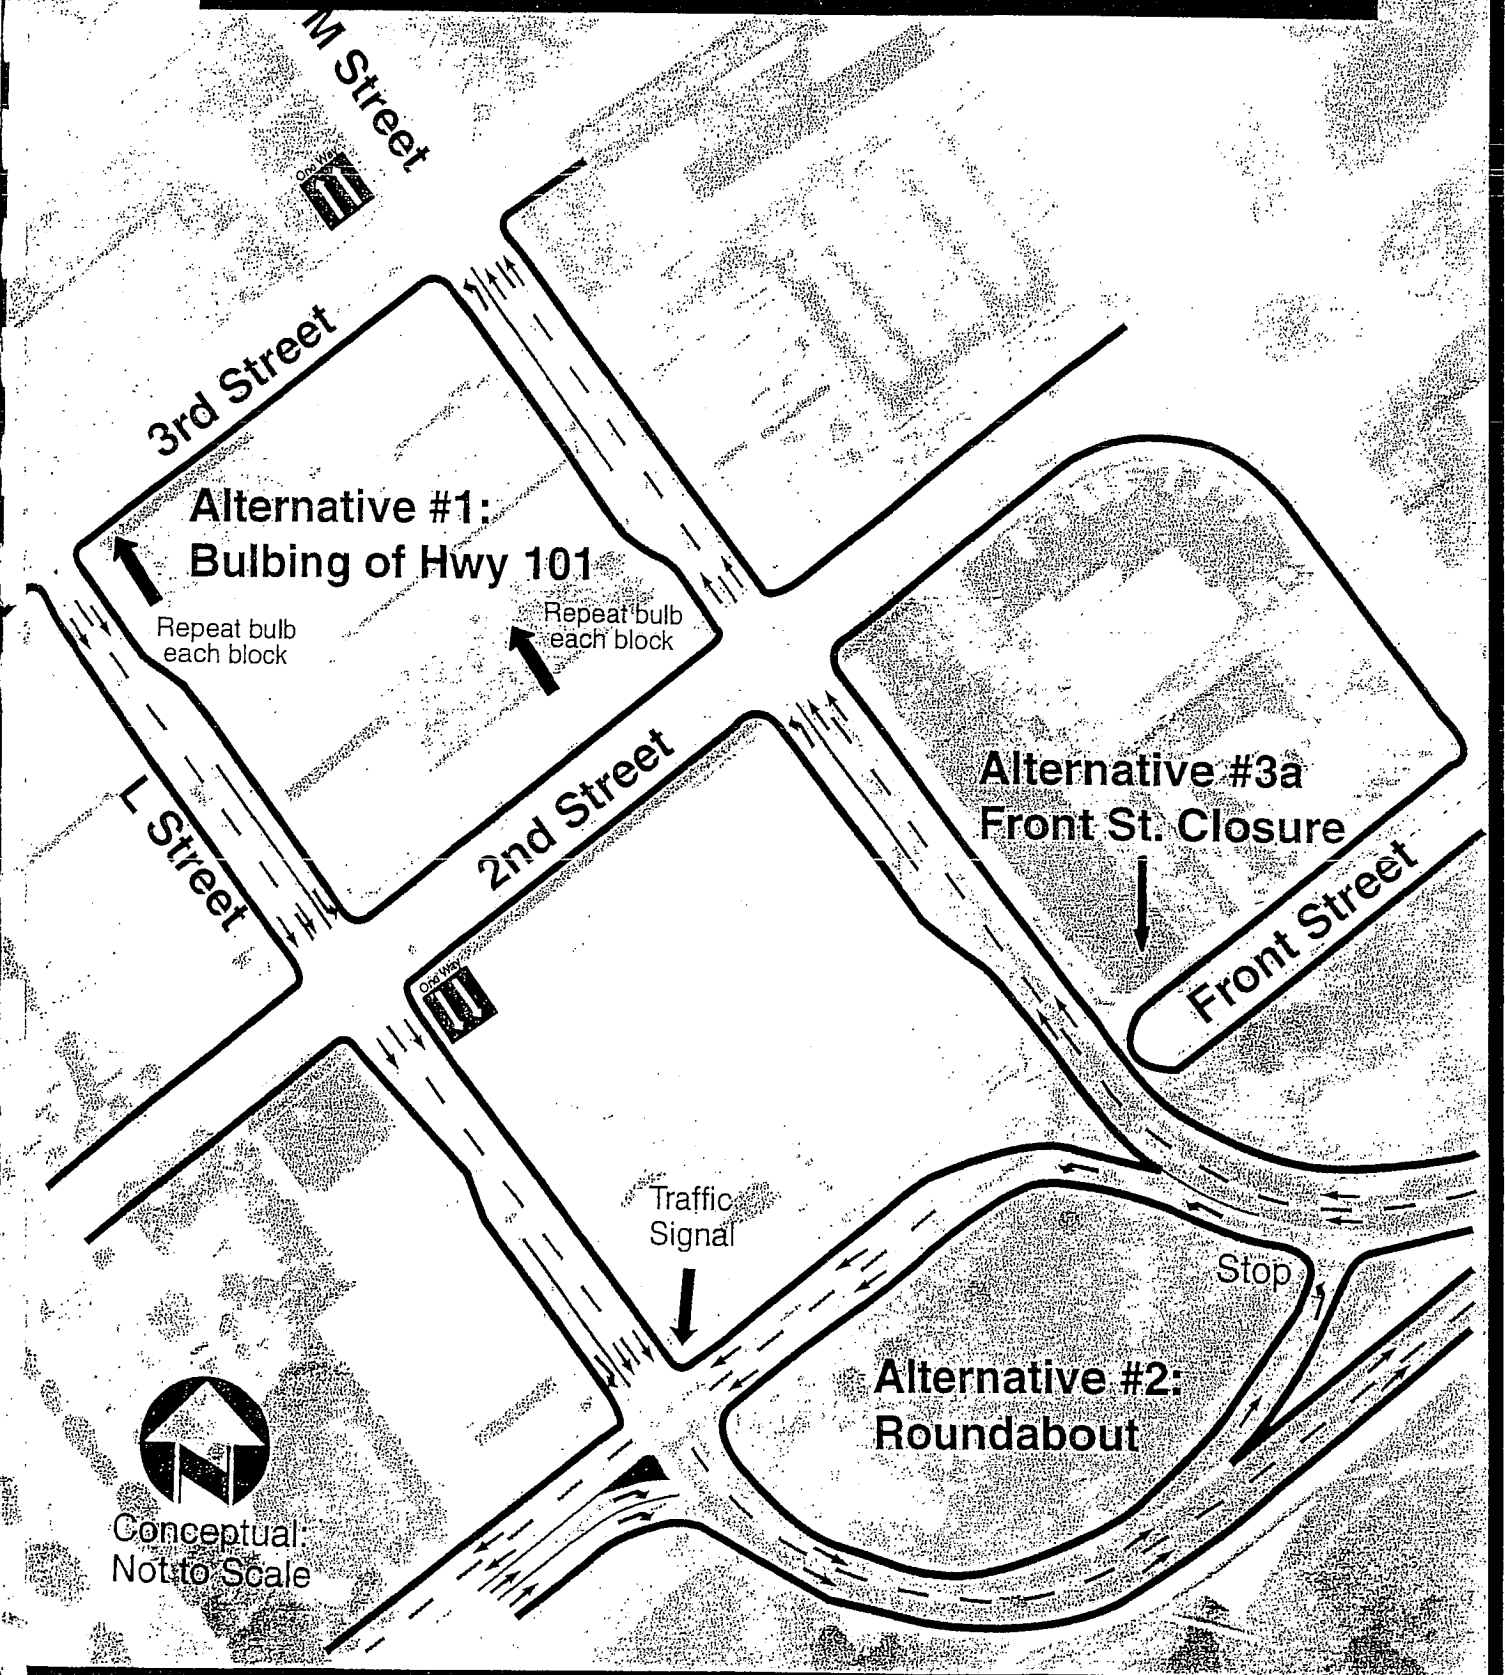 M Street
One Way
3rd Street
Alternative #1:
Bulbing of Hwy 101
Repeat bulb
each block
Repeat bulb
each block
L Street
2nd Street
Alternative #3a
Front St. Closure
Front Street
One Way
Traffic
Signal
Stop
Alternative #2:
Roundabout
N
Conceptual:
Not to Scale